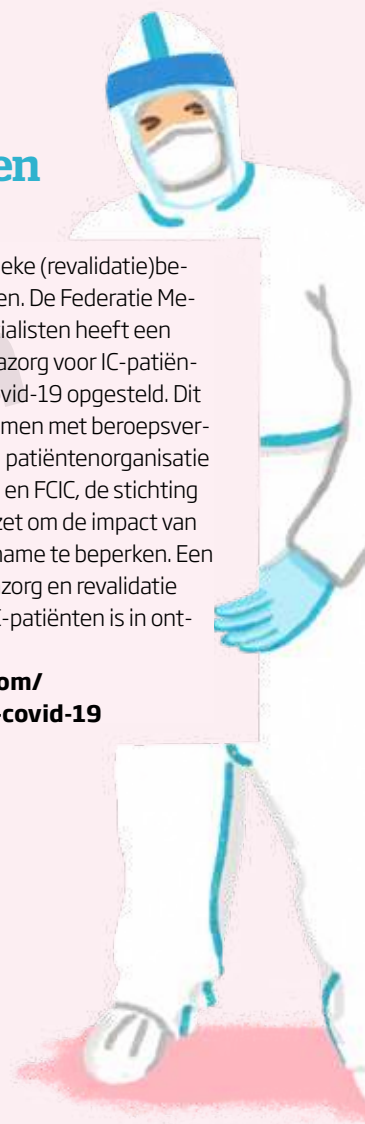 en
eke (revalidatie)be-
en. De Federatie Me-
ialisten heeft een
azorg voor IC-patiën-
vid-19 opgesteld. Dit
men met beroepsver-
patiëntenorganisatie
en FCIC, de stichting
zet om de impact van
name te beperken. Een
azorg en revalidatie
C-patiënten is in ont-
om/
-covid-19